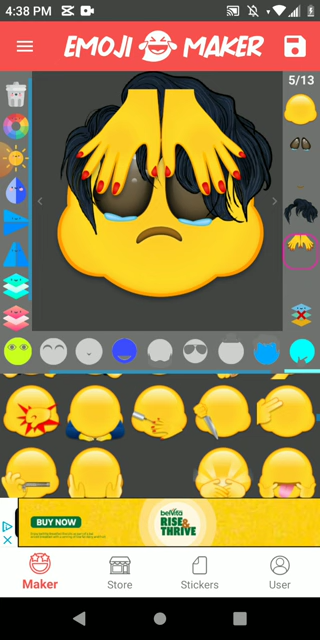 4:38 PM
EMOJI MAKER
5/13
BUY NOW
belVita
RISE &
THRIVE
Maker
Store
Stickers
User